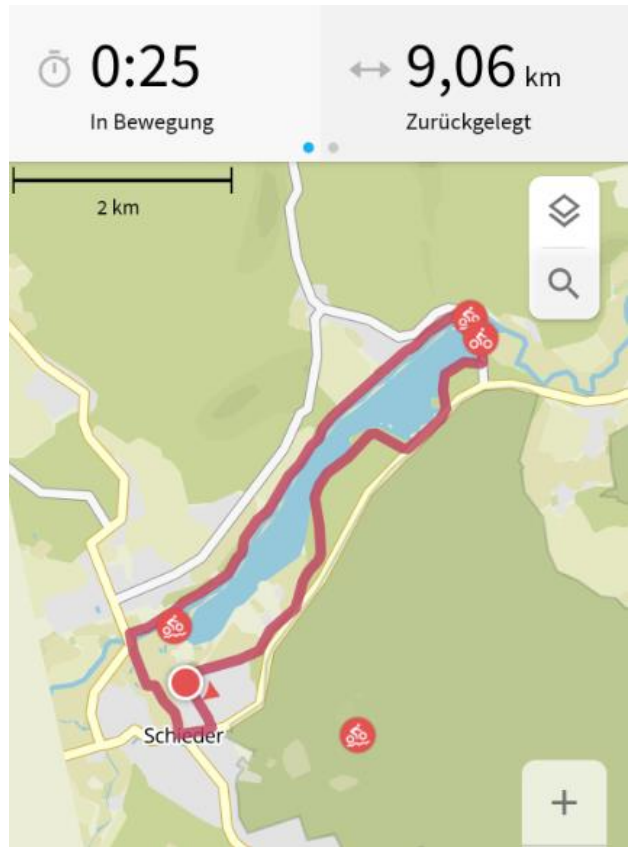 0:25
In Bewegung
9,06 km
Zurückgelegt
2 km
Schieder
+